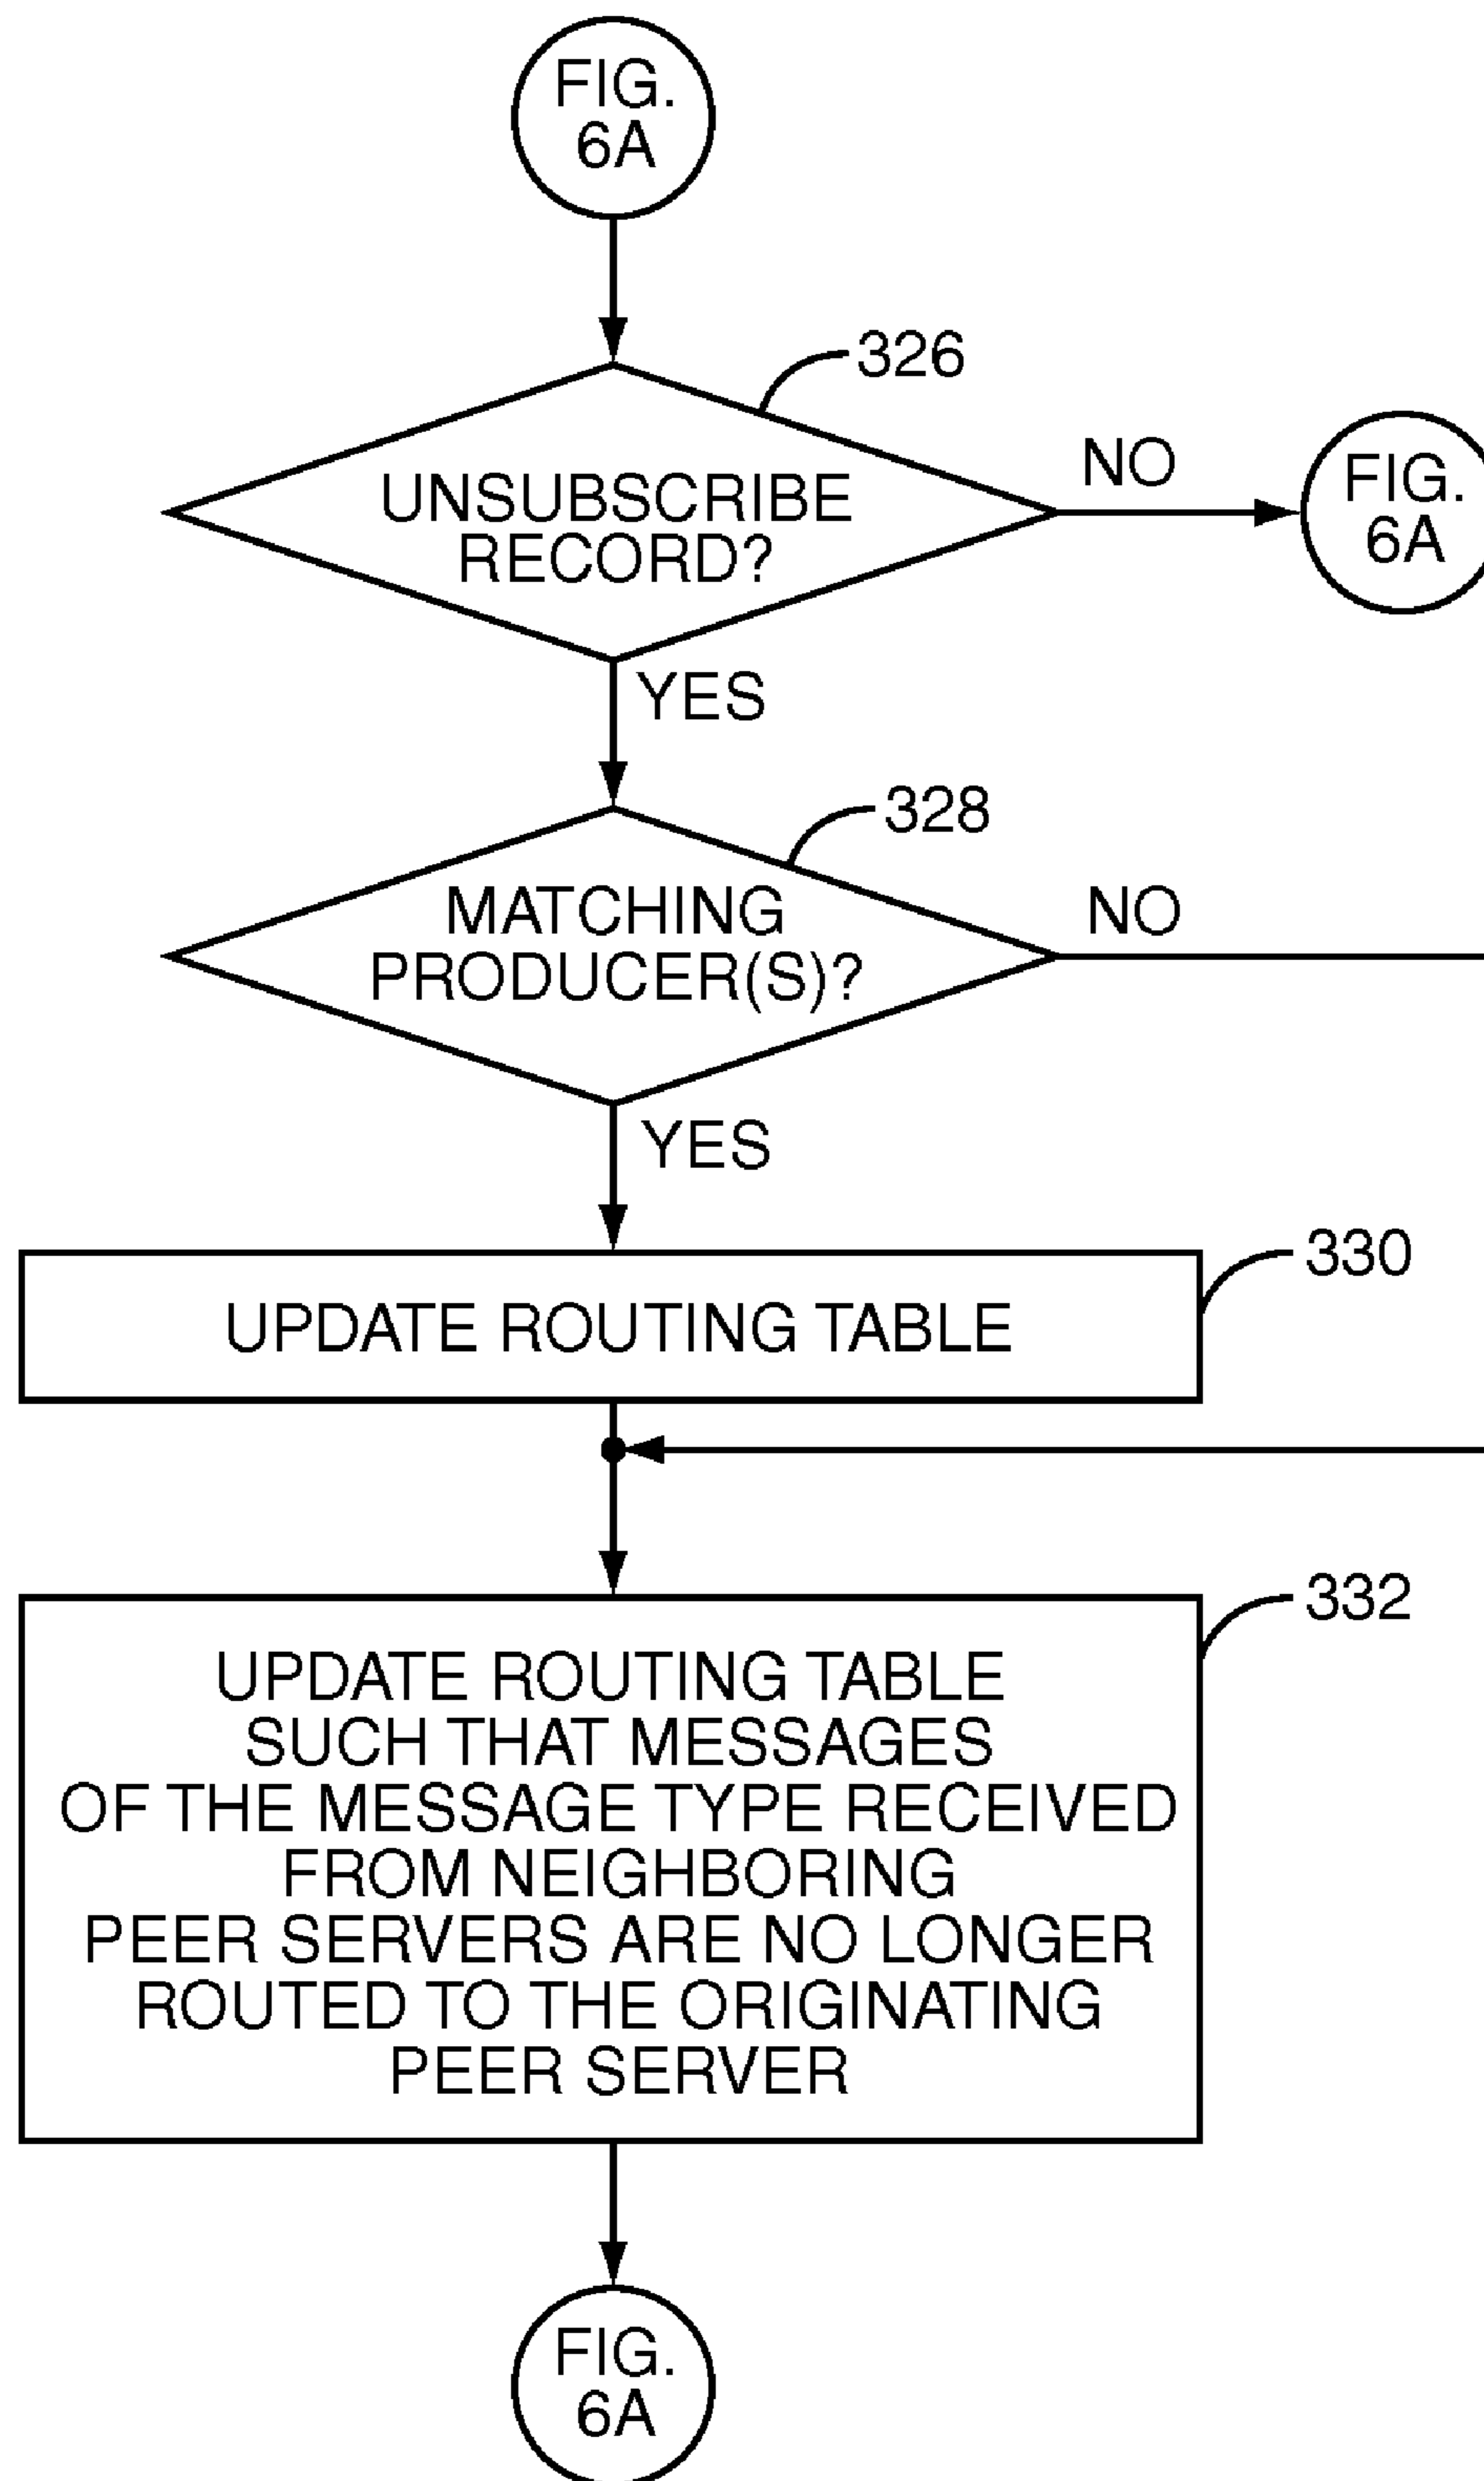 FIG.
6A
326
UNSUBSCRIBE
RECORD?
NO
FIG.
6A
YES
328
MATCHING
PRODUCER(S)?
NO
YES
330
UPDATE ROUTING TABLE
332
UPDATE ROUTING TABLE
SUCH THAT MESSAGES
OF THE MESSAGE TYPE RECEIVED
FROM NEIGHBORING
PEER SERVERS ARE NO LONGER
ROUTED TO THE ORIGINATING
PEER SERVER
FIG.
6A